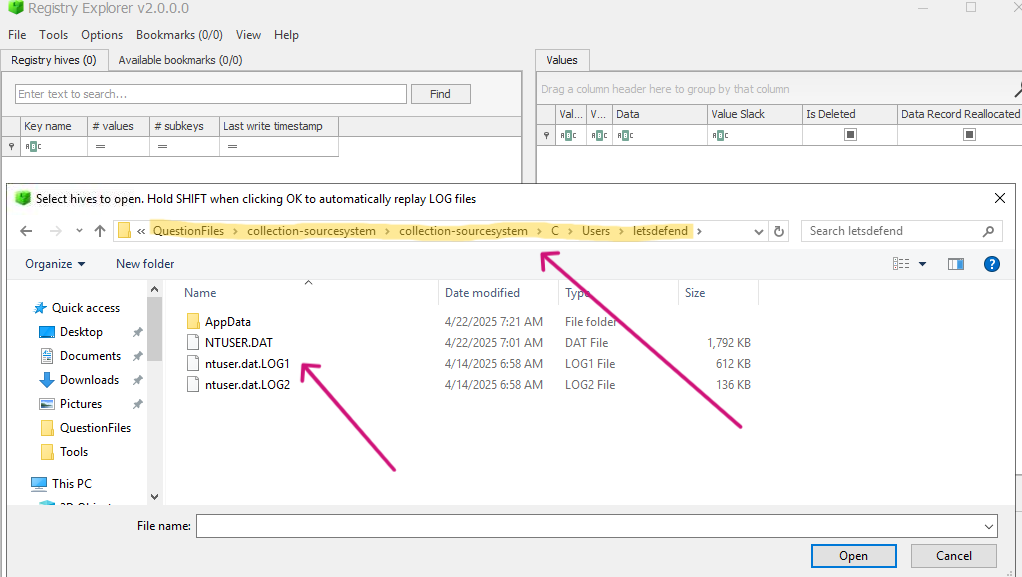 Registry Explorer v2.0.0.0
File Tools Options Bookmarks (0/0) View Help
Registry hives (0) Available bookmarks (0/0)
Values
Enter text to search... Find
Drag a column header here to group by that column
Key name # values # subkeys Last write timestamp
Val... V... Data Value Slack Is Deleted Data Record Reallocated
Select hives to open. Hold SHIFT when clicking OK to automatically replay LOG files
« QuestionFiles › collection-sourcesystem › collection-sourcesystem › C › Users › letsdefend ›
Search letsdefend
Organize New folder
Name Date modified Type Size
Quick access
Desktop
Documents
Downloads
Pictures
QuestionFiles
Tools
This PC
AppData 4/22/2025 7:21 AM File folder
NTUSER.DAT 4/22/2025 7:01 AM DAT File 1,792 KB
ntuser.dat.LOG1 4/14/2025 6:58 AM LOG1 File 612 KB
ntuser.dat.LOG2 4/14/2025 6:58 AM LOG2 File 136 KB
File name:
Open Cancel